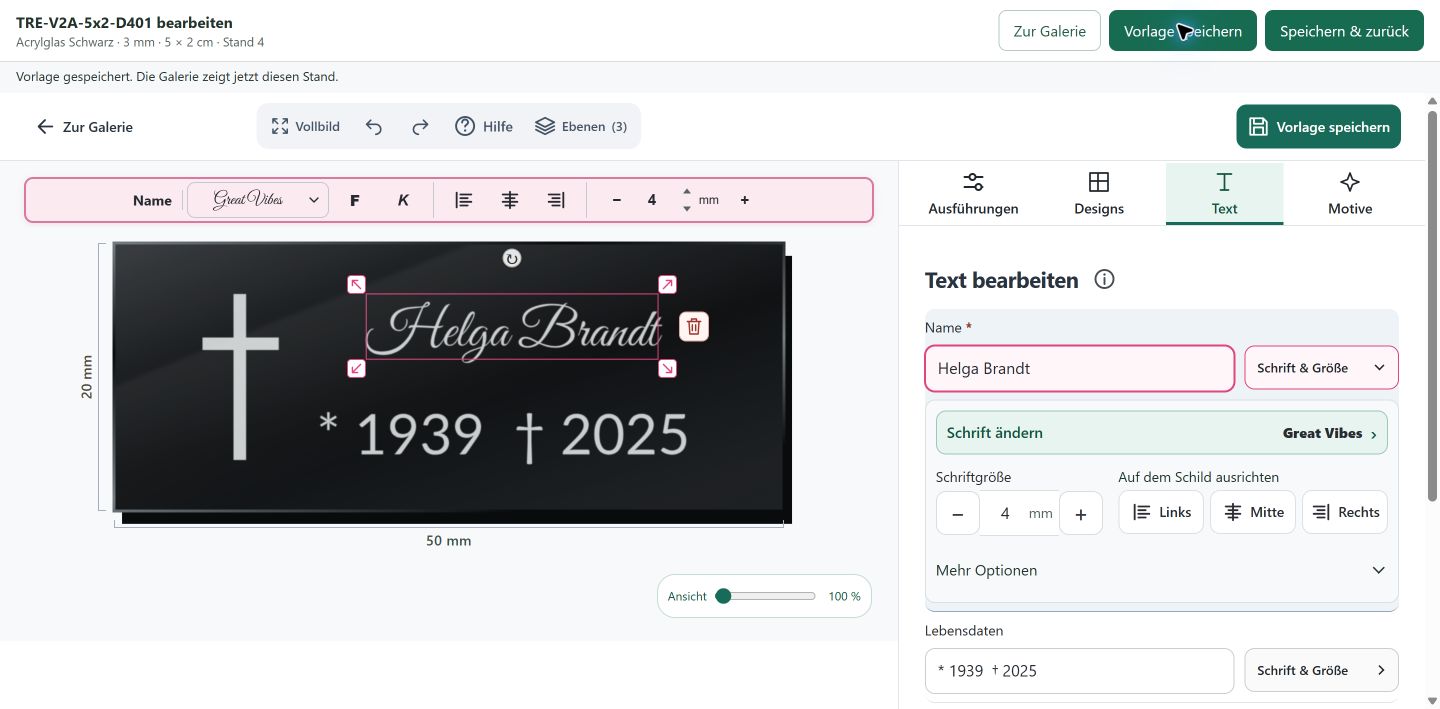 TRE-V2A-5x2-D401 bearbeiten
Acrylglas Schwarz · 3 mm · 5 × 2 cm · Stand 4
Zur Galerie
Vorlage speichern
Speichern & zurück
Vorlage gespeichert. Die Galerie zeigt jetzt diesen Stand.
Zur Galerie
Vollbild
Hilfe
Ebenen (3)
Vorlage speichern
Name
Great Vibes
F
K
− 4 mm +
Ausführungen
Designs
Text
Motive
20 mm
Helga Brandt
* 1939 † 2025
50 mm
Ansicht
100 %
Text bearbeiten
Name *
Helga Brandt
Schrift & Größe
Schrift ändern
Great Vibes ›
Schriftgröße
Auf dem Schild ausrichten
− 4 mm +
Links
Mitte
Rechts
Mehr Optionen
Lebensdaten
* 1939 † 2025
Schrift & Größe